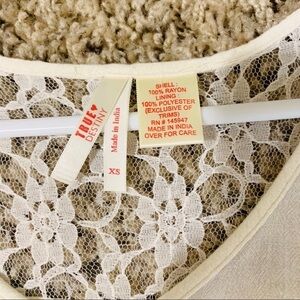 TRUE
DESTINY
Made in India
XS
SHELL:
100% RAYON
LINING:
100% POLYESTER
(EXCLUSIVE OF
TRIMS)
RN # 145947
MADE IN INDIA
OVER FOR CARE